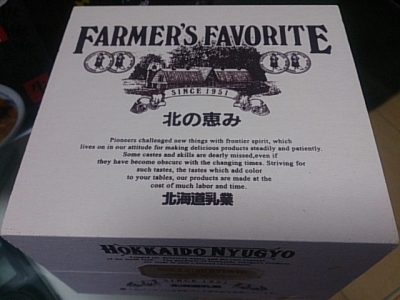 FARMER'S FAVORITE
SINCE 1951
北の恵み
Pioneers challenged new things with frontier spirit, which
lives on in our attitude for making delicious products steadily and patiently.
Some castes and skills are dearly missed, even if
they have become obscure with the changing times. Striving for
such tastes, the tastes which add color
to your tables, our products are made at the
cost of much labor and time.
北海道乳業
HOKKAIDO NYUGYO